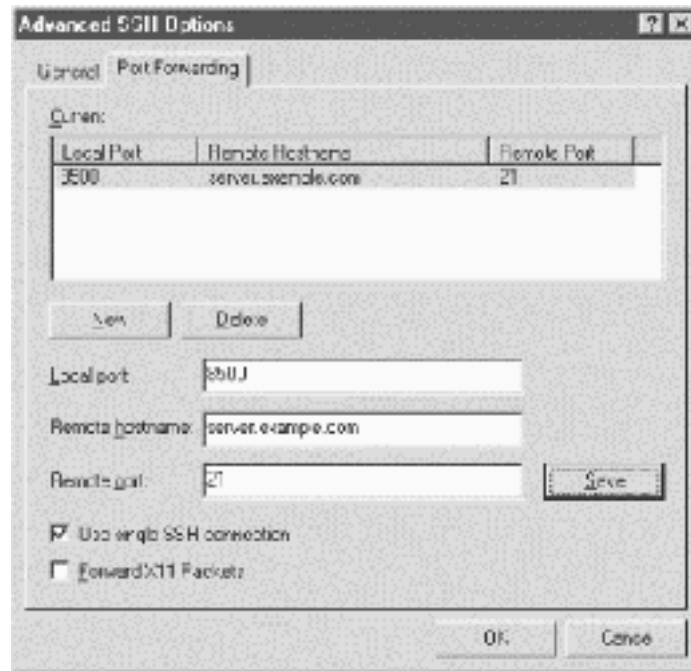 Advanced SSH Options
General Port Forwarding
Current
Local Port Remote Hostname Remote Port
server.example.com 21
New Delete
Local port:
Remote hostname: server.example.com
Remote port: 21 Save
Use single SSH connection
Forward X11 Packets
OK Cancel